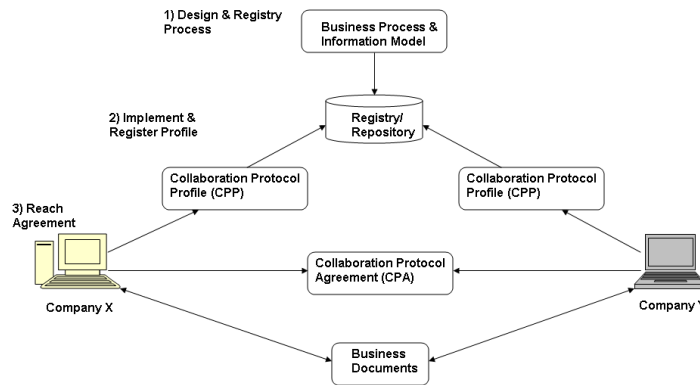 1) Design & Registry
Process
Business Process &
Information Model
2) Implement &
Register Profile
Registry/
Repository
Collaboration Protocol
Profile (CPP)
Collaboration Protocol
Profile (CPP)
3) Reach
Agreement
Collaboration Protocol
Agreement (CPA)
Company X
Company Y
Business
Documents